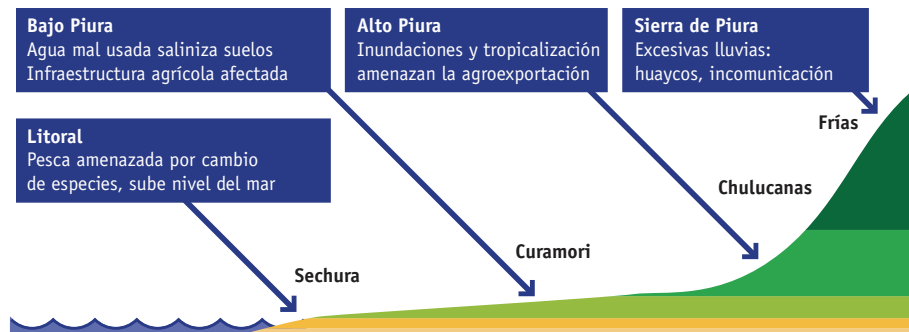 Bajo Piura
Agua mal usada saliniza suelos
Infraestructura agrícola afectada
Alto Piura
Inundaciones y tropicalización
amenazan la agroexportación
Sierra de Piura
Excesivas lluvias:
huaycos, incomunicación
Litoral
Pesca amenazada por cambio
de especies, sube nivel del mar
Frías
Chulucanas
Curamori
Sechura